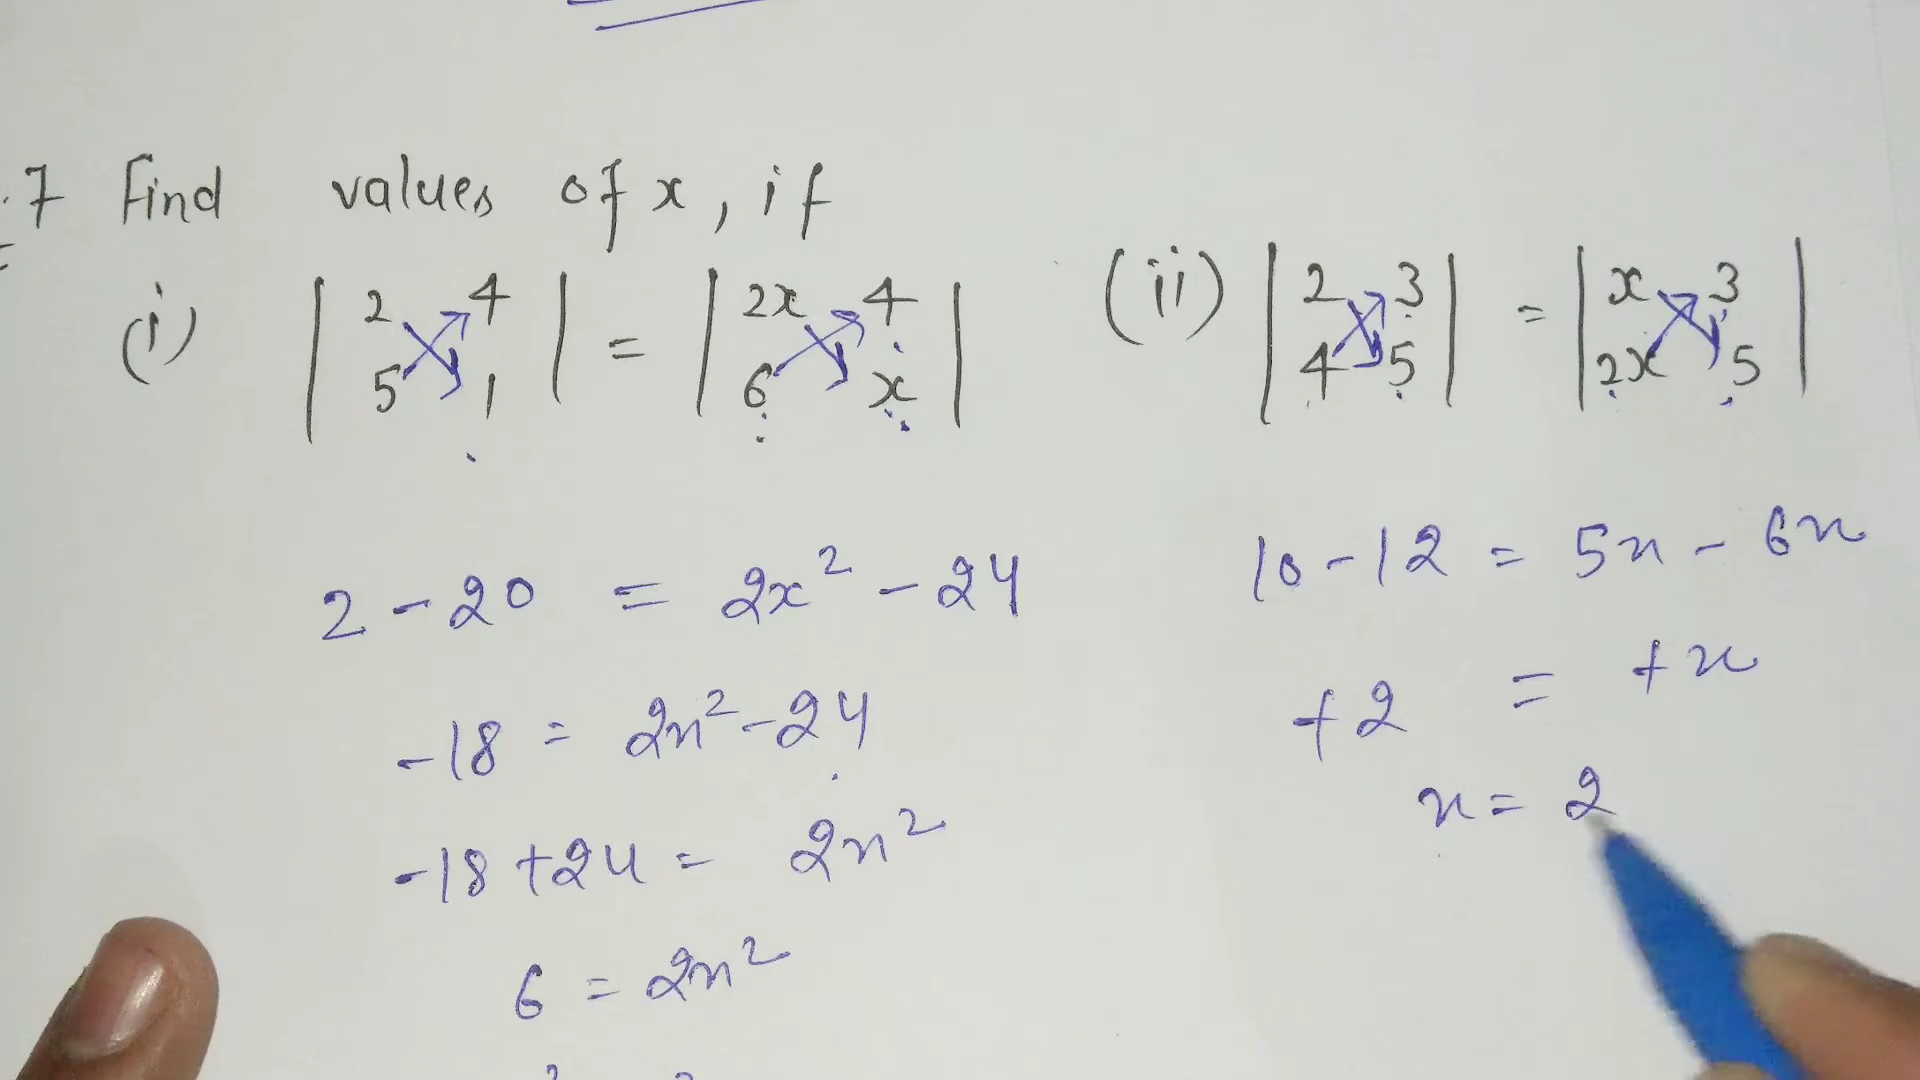 .7 Find values of x, if
(i) | 2 4 | = | 2x 4 |
| 5 1 | | 6 x |
2 - 20 = 2x² - 24
-18 = 2x² - 24
-18 + 24 = 2x²
6 = 2x²
(ii) | 2 3 | = | x 3 |
| 4 5 | | 2x 5 |
10 - 12 = 5x - 6x
+2 = +x
x = 2